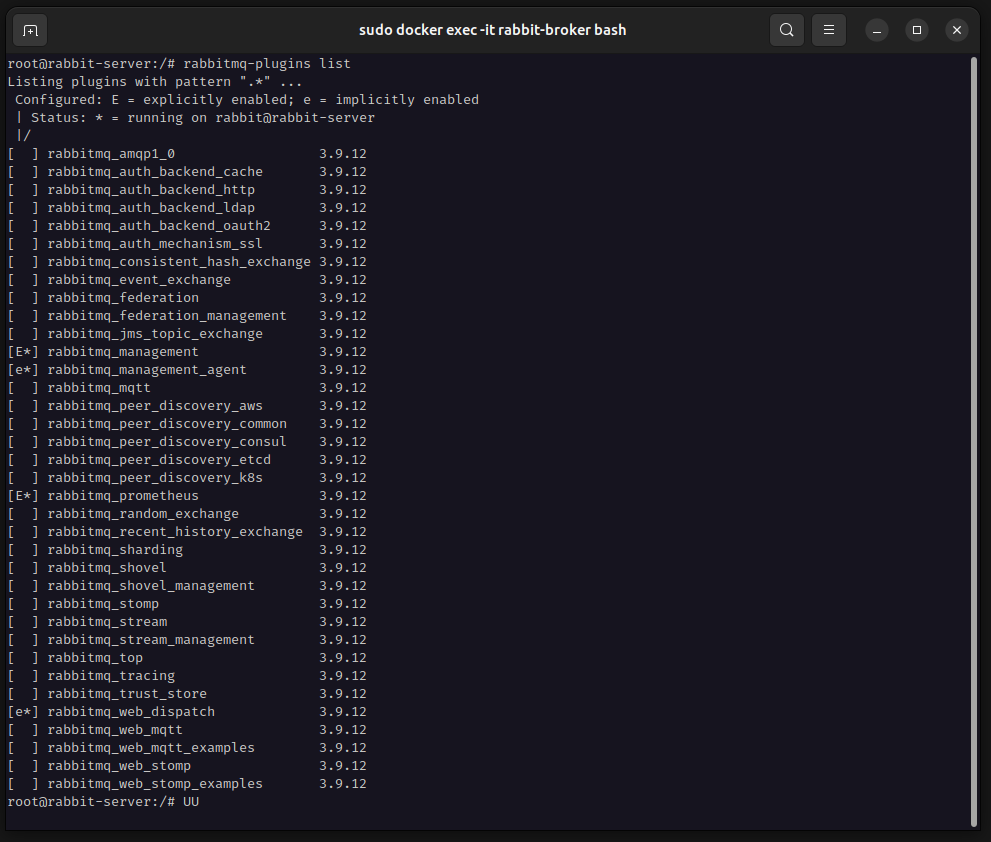 sudo docker exec -it rabbit-broker bash
root@rabbit-server:/# rabbitmq-plugins list
Listing plugins with pattern ".*" ...
 Configured: E = explicitly enabled; e = implicitly enabled
 | Status: * = running on rabbit@rabbit-server
 |/
[  ] rabbitmq_amqp1_0                  3.9.12
[  ] rabbitmq_auth_backend_cache       3.9.12
[  ] rabbitmq_auth_backend_http        3.9.12
[  ] rabbitmq_auth_backend_ldap        3.9.12
[  ] rabbitmq_auth_backend_oauth2      3.9.12
[  ] rabbitmq_auth_mechanism_ssl       3.9.12
[  ] rabbitmq_consistent_hash_exchange 3.9.12
[  ] rabbitmq_event_exchange           3.9.12
[  ] rabbitmq_federation               3.9.12
[  ] rabbitmq_federation_management    3.9.12
[  ] rabbitmq_jms_topic_exchange       3.9.12
[E*] rabbitmq_management               3.9.12
[e*] rabbitmq_management_agent         3.9.12
[  ] rabbitmq_mqtt                     3.9.12
[  ] rabbitmq_peer_discovery_aws       3.9.12
[  ] rabbitmq_peer_discovery_common    3.9.12
[  ] rabbitmq_peer_discovery_consul    3.9.12
[  ] rabbitmq_peer_discovery_etcd      3.9.12
[  ] rabbitmq_peer_discovery_k8s       3.9.12
[E*] rabbitmq_prometheus               3.9.12
[  ] rabbitmq_random_exchange          3.9.12
[  ] rabbitmq_recent_history_exchange  3.9.12
[  ] rabbitmq_sharding                 3.9.12
[  ] rabbitmq_shovel                   3.9.12
[  ] rabbitmq_shovel_management        3.9.12
[  ] rabbitmq_stomp                    3.9.12
[  ] rabbitmq_stream                   3.9.12
[  ] rabbitmq_stream_management        3.9.12
[  ] rabbitmq_top                      3.9.12
[  ] rabbitmq_tracing                  3.9.12
[  ] rabbitmq_trust_store              3.9.12
[e*] rabbitmq_web_dispatch             3.9.12
[  ] rabbitmq_web_mqtt                 3.9.12
[  ] rabbitmq_web_mqtt_examples        3.9.12
[  ] rabbitmq_web_stomp                3.9.12
[  ] rabbitmq_web_stomp_examples       3.9.12
root@rabbit-server:/# UU